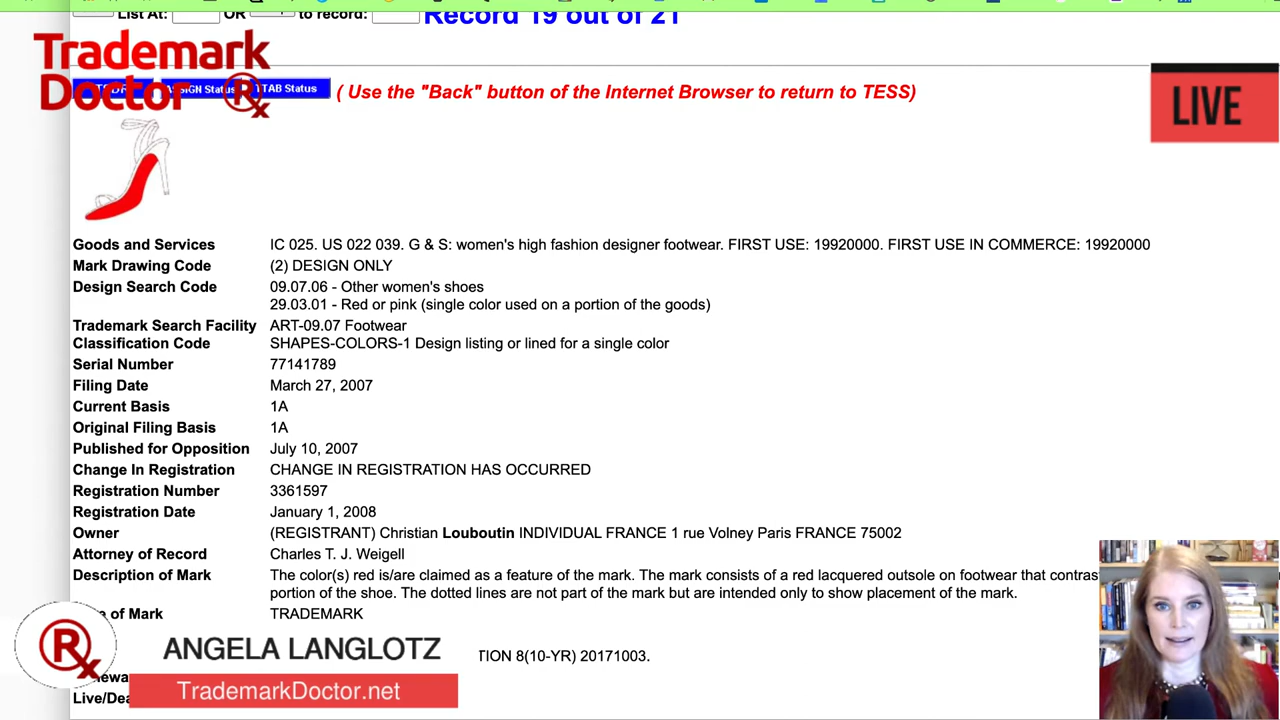 List At: OR to record: Record 19 out of 21
Trademark
Doctor Rx
ASSIGN Status TTAB Status ( Use the "Back" button of the Internet Browser to return to TESS)
LIVE
Goods and Services IC 025. US 022 039. G & S: women's high fashion designer footwear. FIRST USE: 19920000. FIRST USE IN COMMERCE: 19920000
Mark Drawing Code (2) DESIGN ONLY
Design Search Code 09.07.06 - Other women's shoes
29.03.01 - Red or pink (single color used on a portion of the goods)
Trademark Search Facility ART-09.07 Footwear
Classification Code SHAPES-COLORS-1 Design listing or lined for a single color
Serial Number 77141789
Filing Date March 27, 2007
Current Basis 1A
Original Filing Basis 1A
Published for Opposition July 10, 2007
Change In Registration CHANGE IN REGISTRATION HAS OCCURRED
Registration Number 3361597
Registration Date January 1, 2008
Owner (REGISTRANT) Christian Louboutin INDIVIDUAL FRANCE 1 rue Volney Paris FRANCE 75002
Attorney of Record Charles T. J. Weigell
Description of Mark The color(s) red is/are claimed as a feature of the mark. The mark consists of a red lacquered outsole on footwear that contras
portion of the shoe. The dotted lines are not part of the mark but are intended only to show placement of the mark.
of Mark TRADEMARK
TION 8(10-YR) 20171003.
Live/Dea
Rx
ANGELA LANGLOTZ
TrademarkDoctor.net